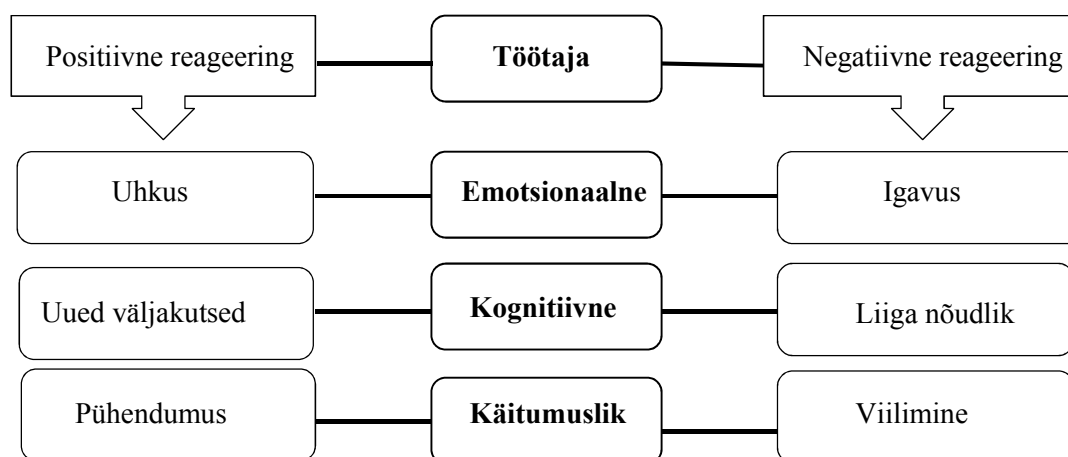 Positiivne reageering
Töötaja
Negatiivne reageering
Uhkus
Emotsionaalne
Igavus
Uued väljakutsed
Kognitiivne
Liiga nõudlik
Pühendumus
Käitumuslik
Viilimine